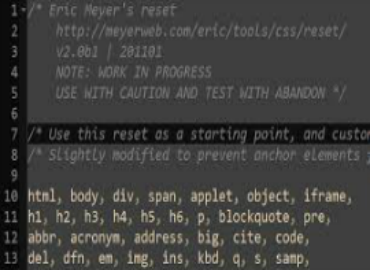 1 /* Eric Meyer's reset
2 http://meyerweb.com/eric/tools/css/reset/
3 v2.0b1 | 201101
4 NOTE: WORK IN PROGRESS
5 USE WITH CAUTION AND TEST WITH ABANDON */
6
7 /* Use this reset as a starting point, and custom
8 /* Slightly modified to prevent anchor elements
9
10 html, body, div, span, applet, object, iframe,
11 h1, h2, h3, h4, h5, h6, p, blockquote, pre,
12 abbr, acronym, address, big, cite, code,
13 del, dfn, em, img, ins, kbd, q, s, samp,